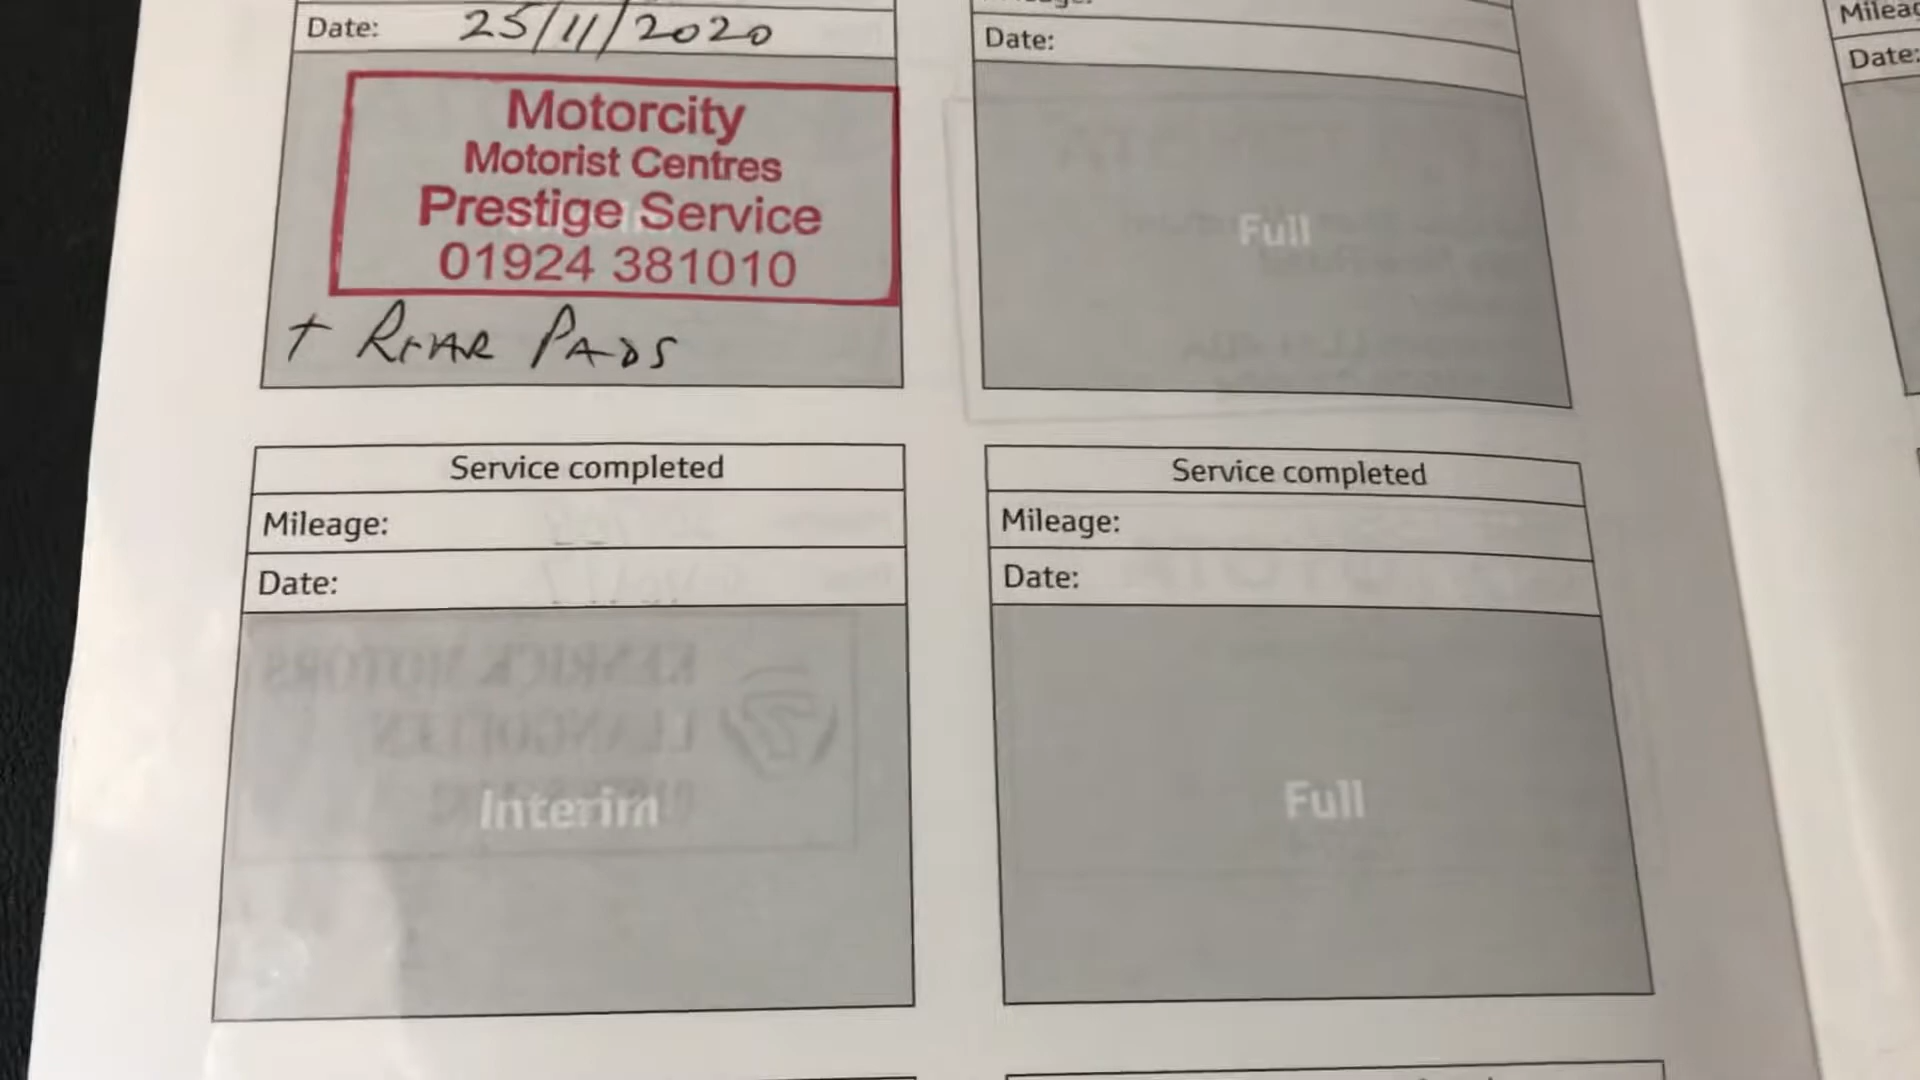 Date: 25/11/2020
Motorcity
Motorist Centres
Prestige Service
01924 381010
+ REAR PADS
Date:
Full
Service completed
Mileage:
Date:
Interim
Service completed
Mileage:
Date:
Full
Date: